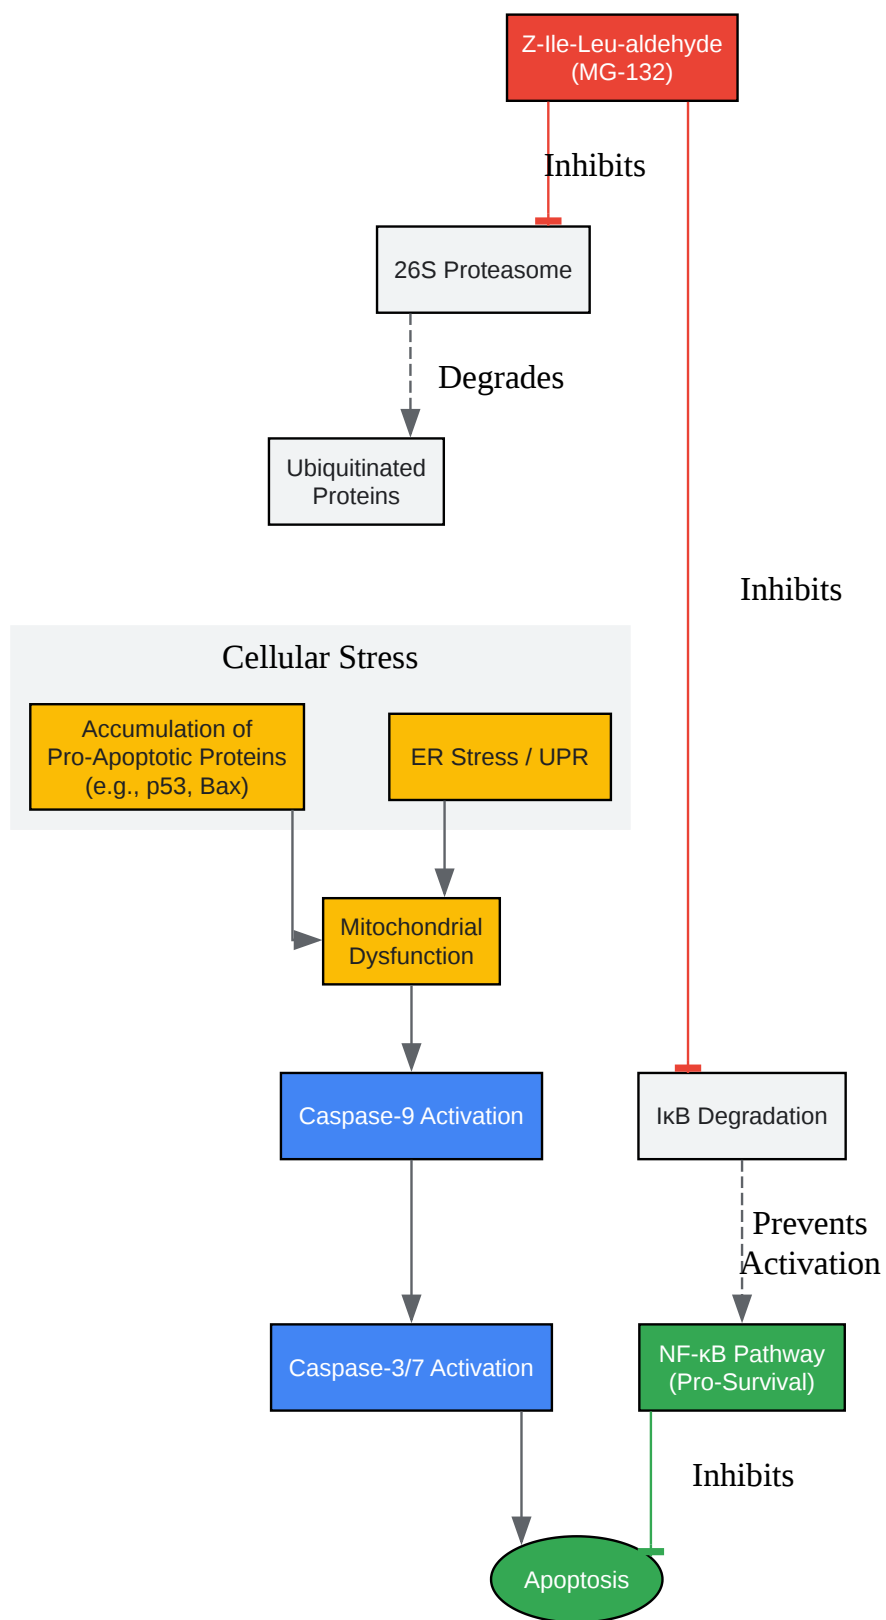 Z-Ile-Leu-aldehyde
(MG-132)
Inhibits
26S Proteasome
Degrades
Ubiquitinated
Proteins
Inhibits
Cellular Stress
Accumulation of
Pro-Apoptotic Proteins
(e.g., p53, Bax)
ER Stress / UPR
Mitochondrial
Dysfunction
Caspase-9 Activation
IκB Degradation
Prevents
Activation
Caspase-3/7 Activation
NF-κB Pathway
(Pro-Survival)
Inhibits
Apoptosis